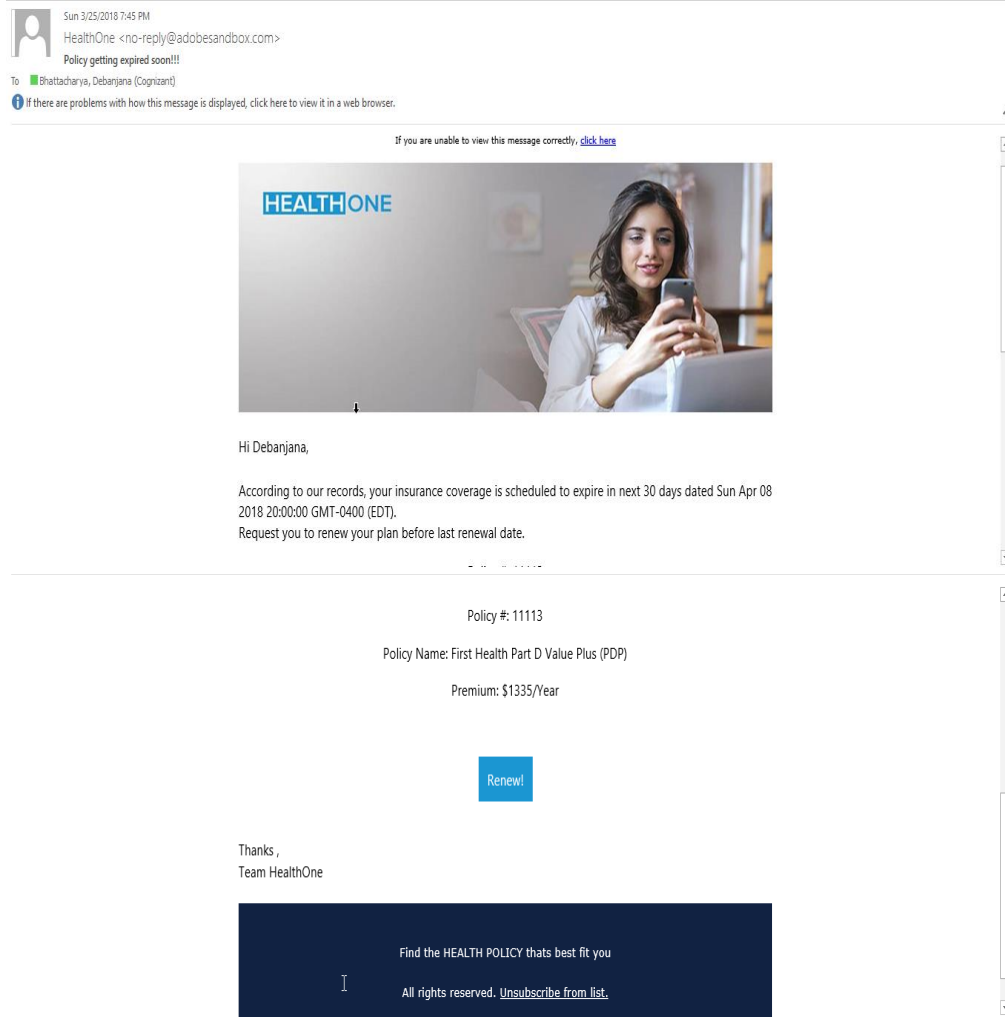 Sun 3/25/2018 7:45 PM
HealthOne <no-reply@adobesandbox.com>
Policy getting expired soon!!!
To Bhattacharya, Debanjana (Cognizant)
If there are problems with how this message is displayed, click here to view it in a web browser.
If you are unable to view this message correctly, click here
HEALTHONE
Hi Debanjana,
According to our records, your insurance coverage is scheduled to expire in next 30 days dated Sun Apr 08
2018 20:00:00 GMT-0400 (EDT).
Request you to renew your plan before last renewal date.
Policy #: 11113
Policy Name: First Health Part D Value Plus (PDP)
Premium: $1335/Year
Renew!
Thanks ,
Team HealthOne
Find the HEALTH POLICY thats best fit you
All rights reserved. Unsubscribe from list.